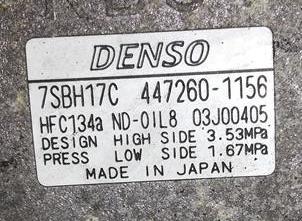 DENSO
7SBH17C 447260-1156
HFC134a ND-OIL8 03J00405
DESIGN HIGH SIDE 3.53MPa
PRESS LOW SIDE 1.67MPa
MADE IN JAPAN